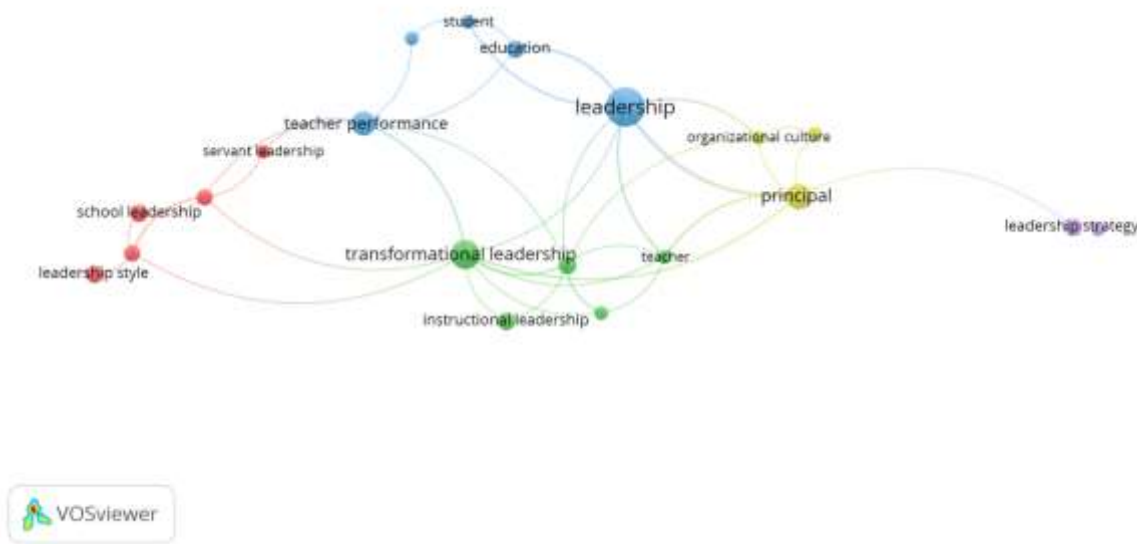 student
education
leadership
teacher performance
organizational culture
servant leadership
principal
school leadership
leadership strategy
transformational leadership
teacher
leadership style
instructional leadership
VOSviewer